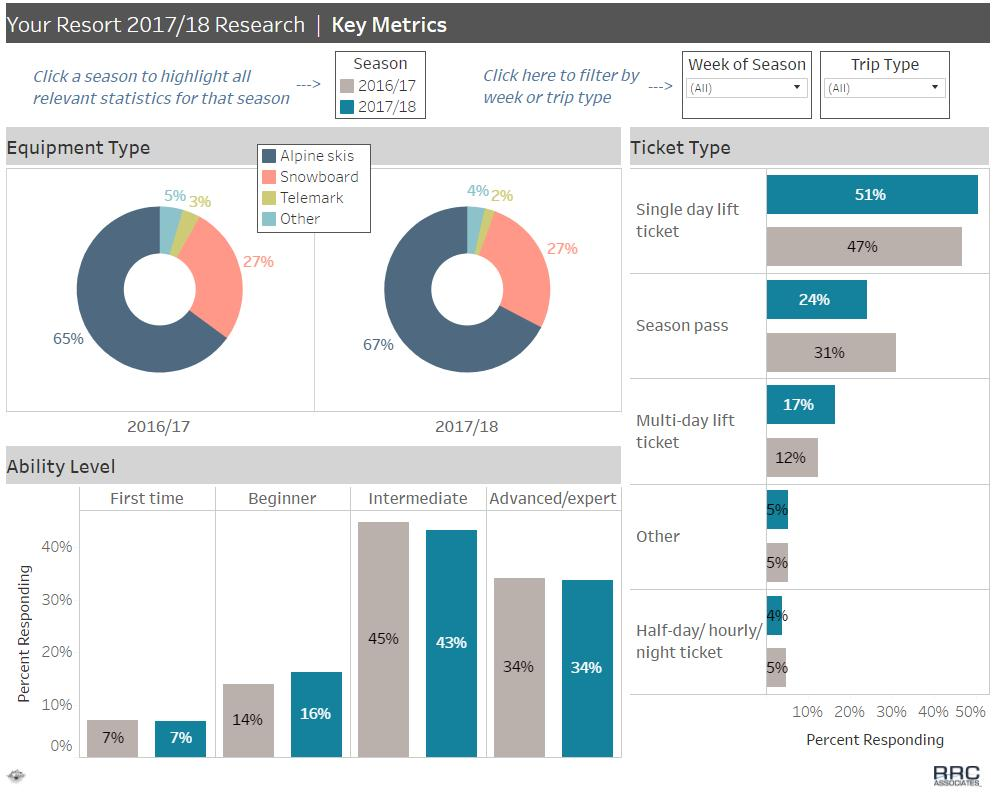 Your Resort 2017/18 Research | Key Metrics
Click a season to highlight all
relevant statistics for that season
--->
Season
2016/17
2017/18
Click here to filter by
week or trip type
--->
Week of Season
(All)
Trip Type
(All)
Equipment Type
Alpine skis
Snowboard
Telemark
Other
5%
3%
27%
65%
2016/17
4%
2%
27%
67%
2017/18
Ability Level
First time
Beginner
Intermediate
Advanced/expert
Percent Responding
40%
30%
20%
10%
0%
7%
7%
14%
16%
45%
43%
34%
34%
Ticket Type
Single day lift
ticket
51%
47%
Season pass
24%
31%
Multi-day lift
ticket
17%
12%
Other
5%
5%
Half-day/ hourly/
night ticket
4%
5%
10% 20% 30% 40% 50%
Percent Responding
RRC
ASSOCIATES